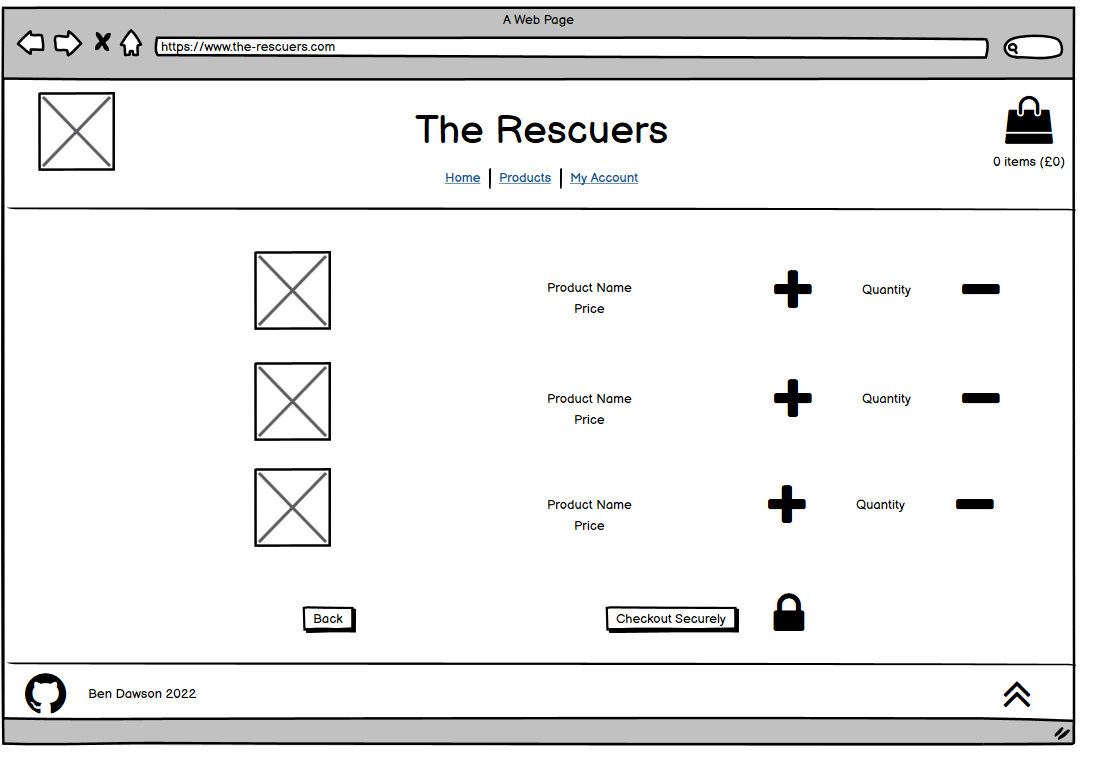 A Web Page
https://www.the-rescuers.com
The Rescuers
0 items (£0)
Home Products My Account
Product Name
Price
Quantity
Product Name
Price
Quantity
Product Name
Price
Quantity
Back
Checkout Securely
Ben Dawson 2022